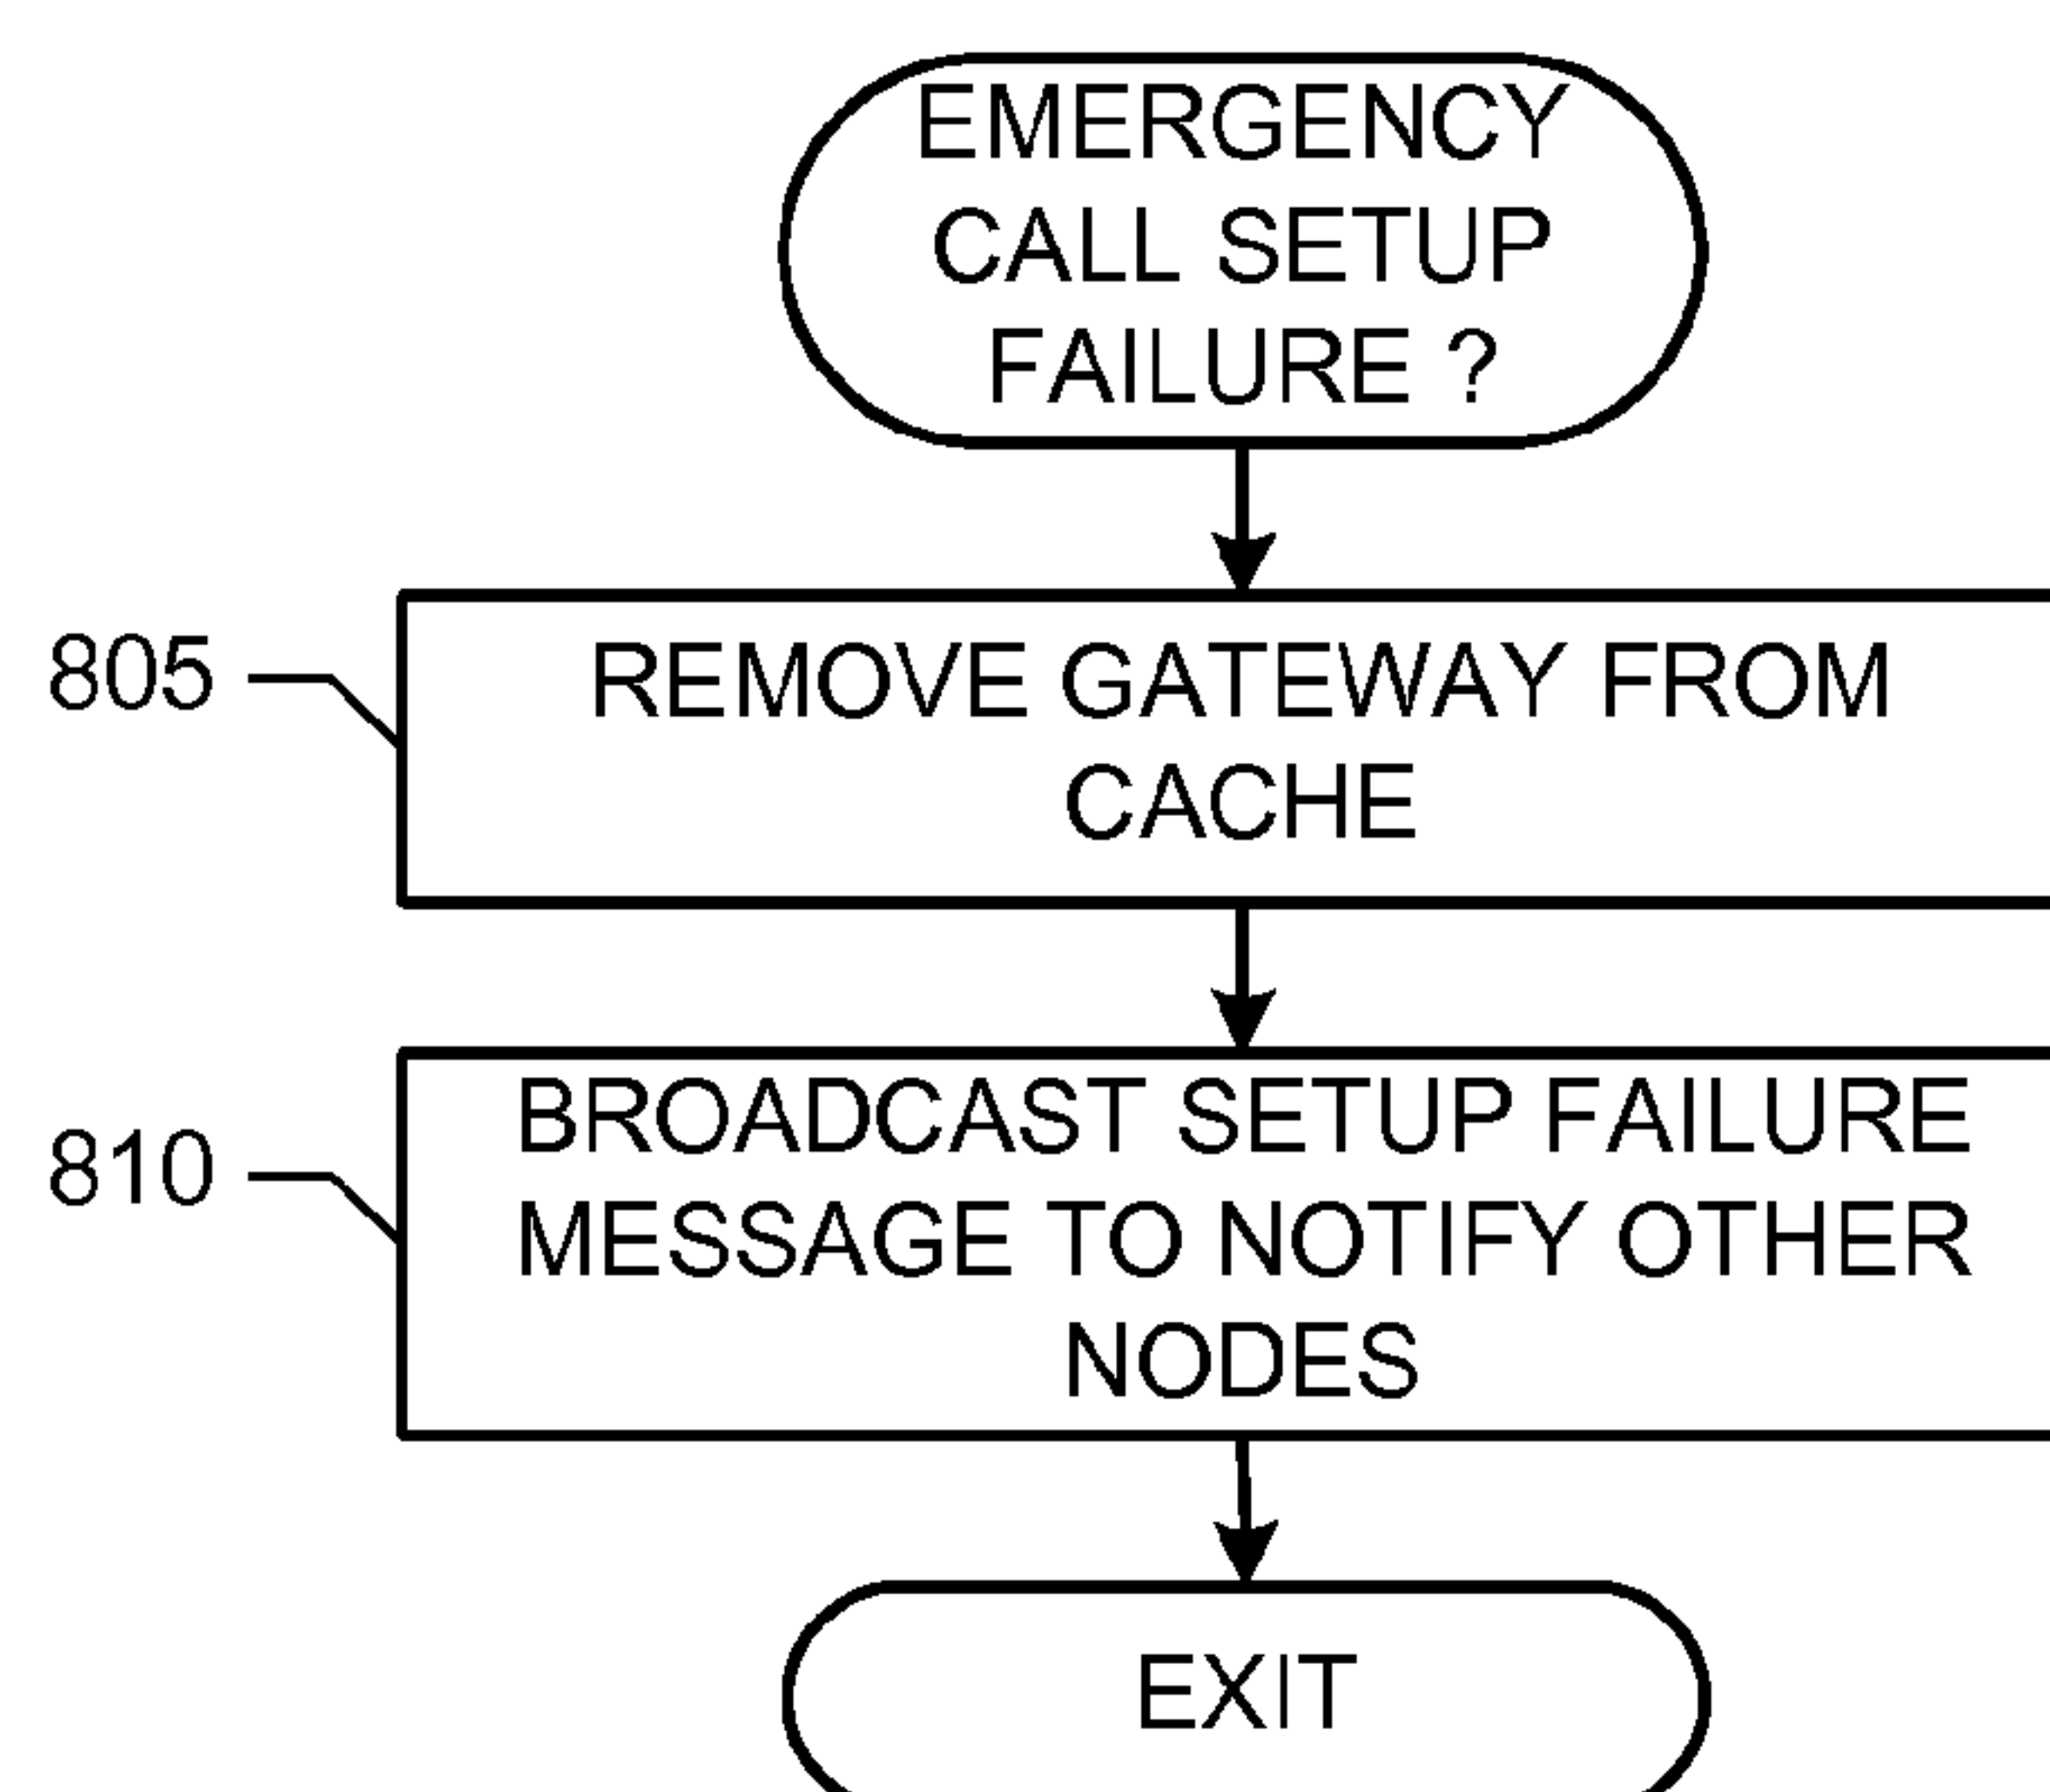 EMERGENCY
CALL SETUP
FAILURE ?
805
REMOVE GATEWAY FROM
CACHE
810
BROADCAST SETUP FAILURE
MESSAGE TO NOTIFY OTHER
NODES
EXIT